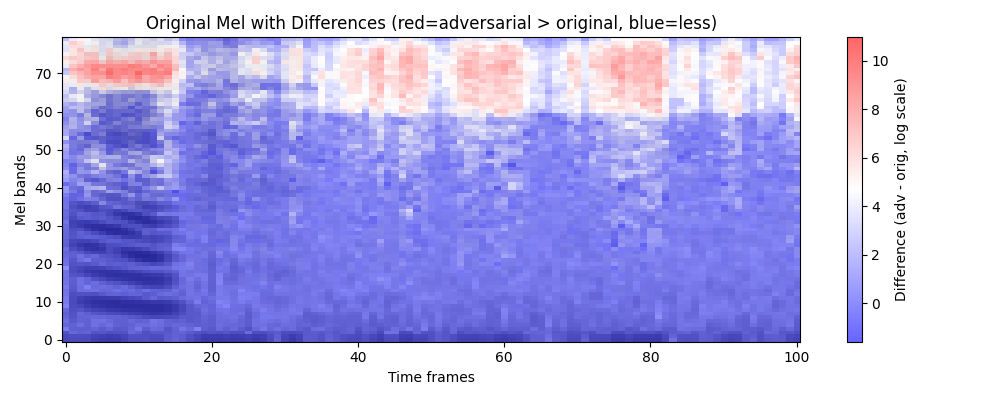 Original Mel with Differences (red=adversarial > original, blue=less)
70
60
50
40
30
20
10
0
Mel bands
0 20 40 60 80 100
Time frames
10
8
6
4
2
0
Difference (adv - orig, log scale)